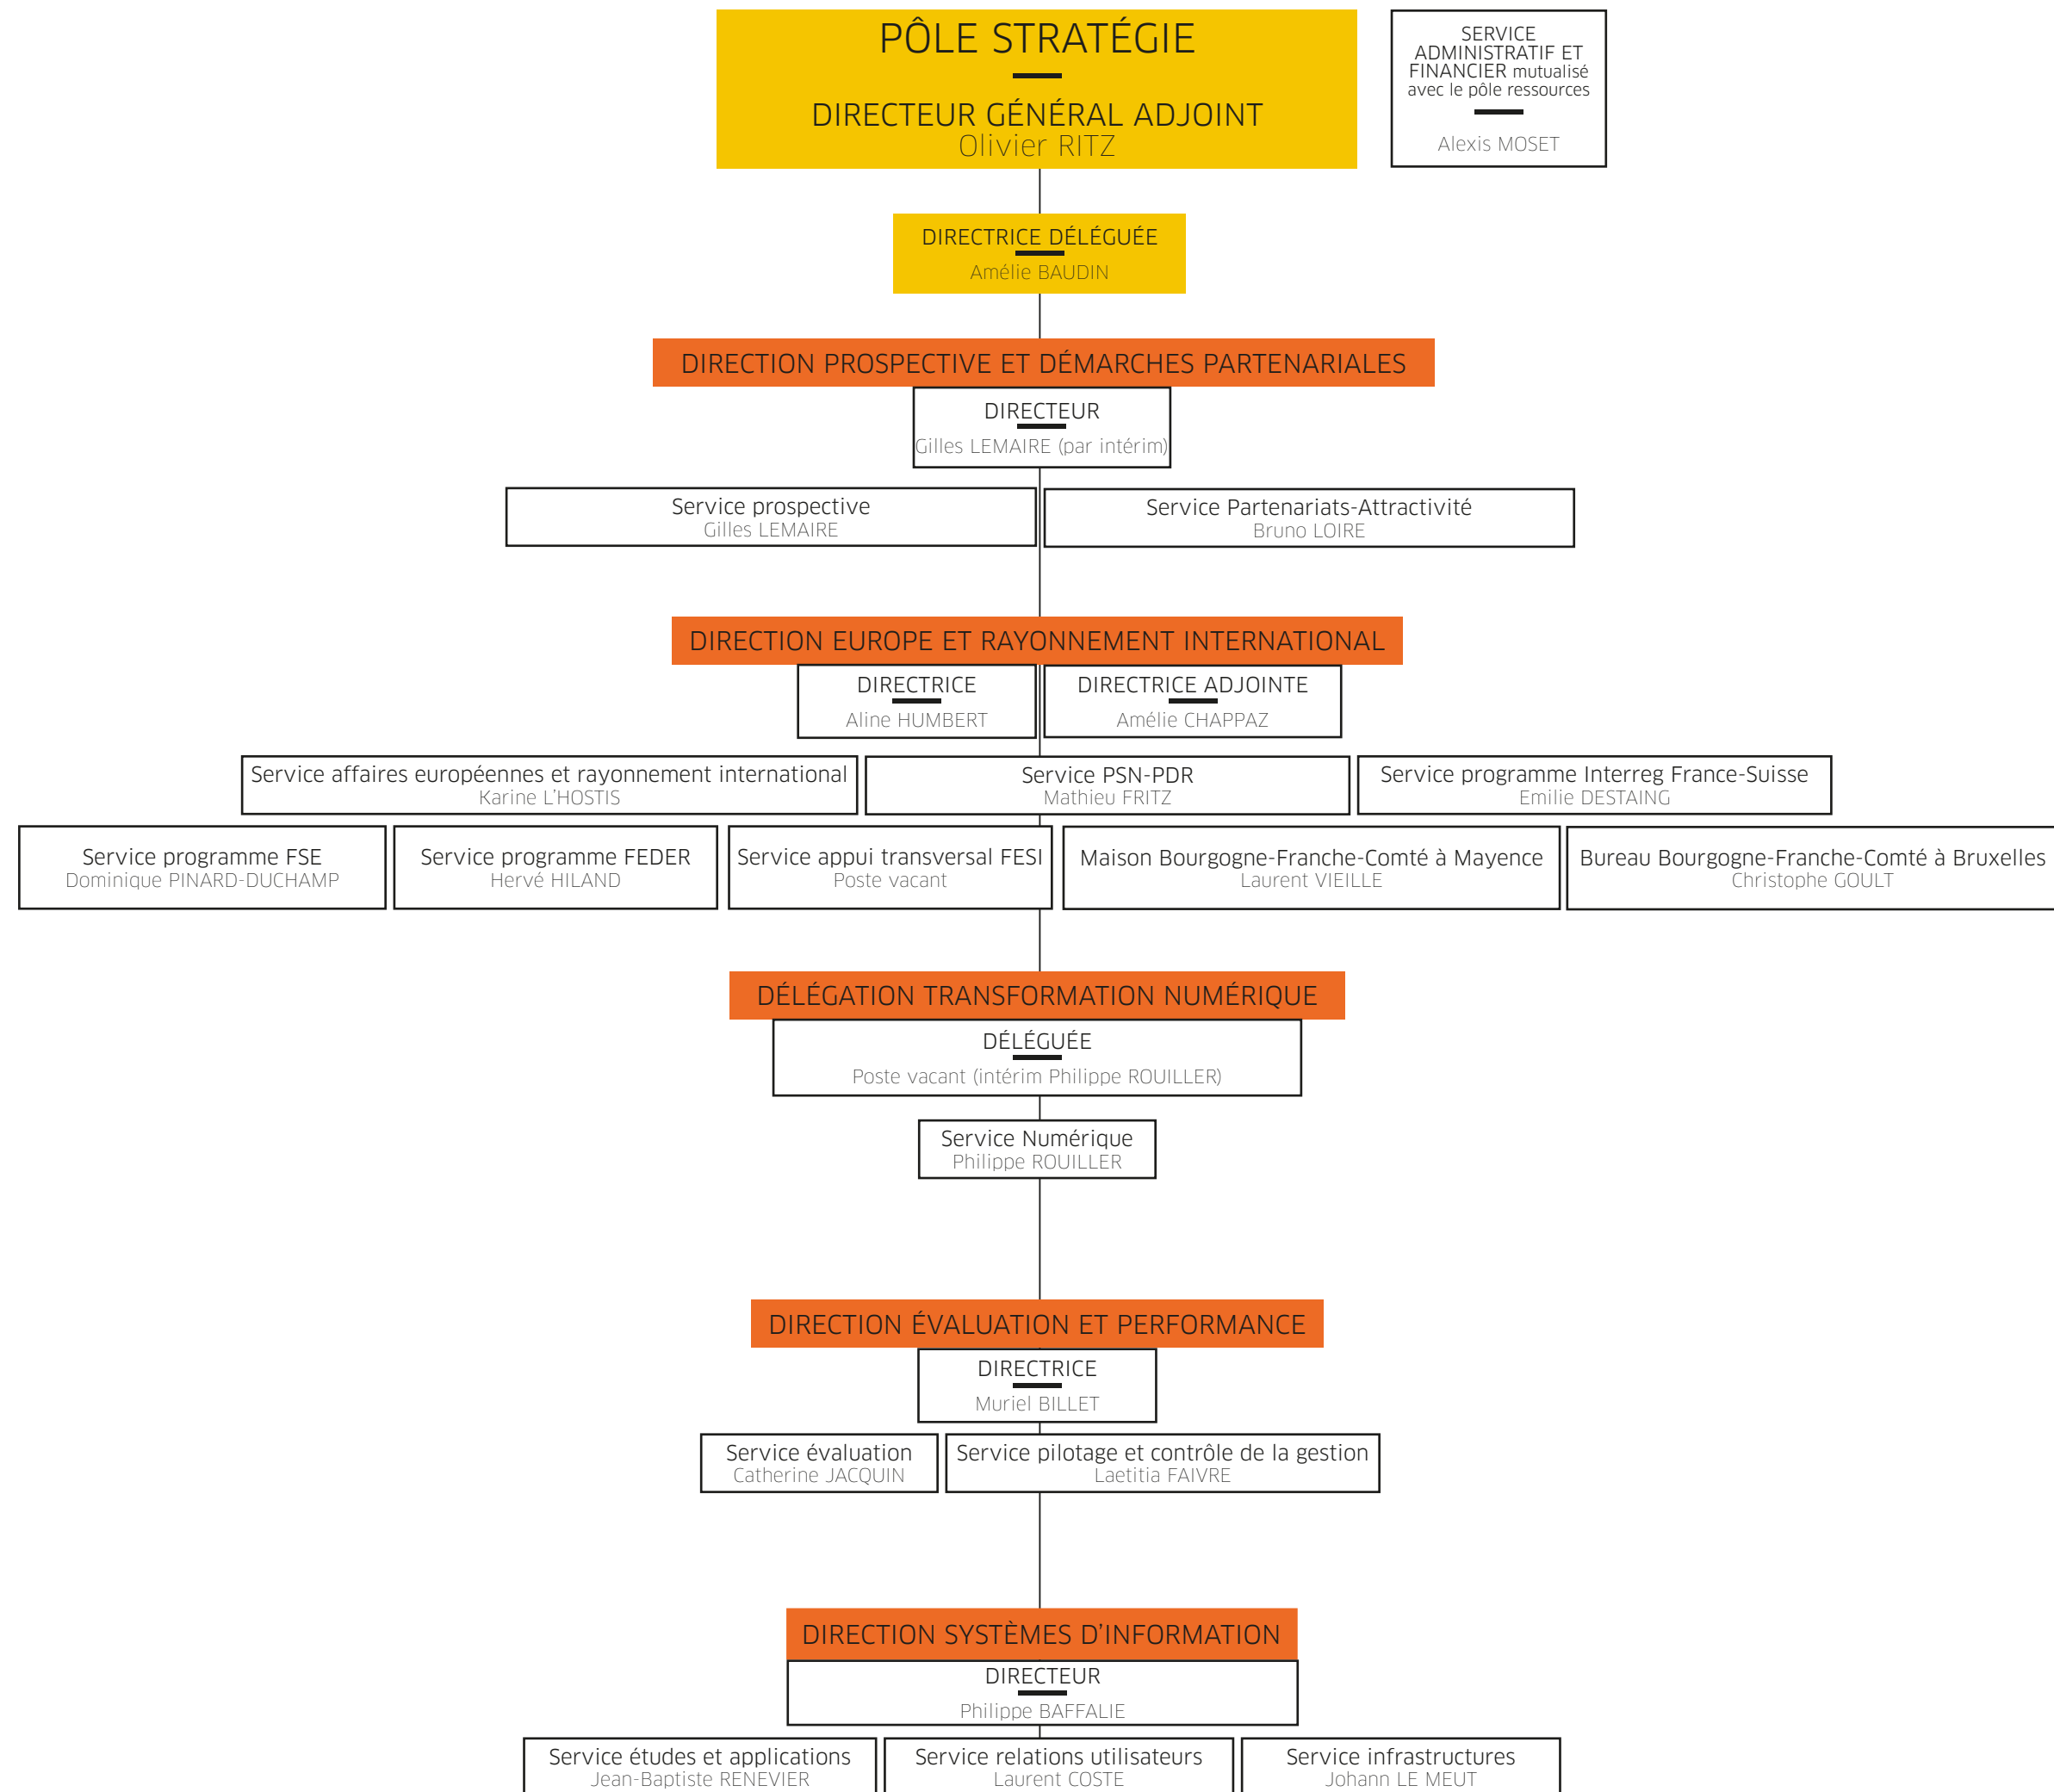 PÔLE STRATÉGIE
DIRECTEUR GÉNÉRAL ADJOINT
Olivier RITZ
SERVICE
ADMINISTRATIF ET
FINANCIER mutualisé
avec le pôle ressources
Alexis MOSET
DIRECTRICE DÉLÉGUÉE
Amélie BAUDIN
DIRECTION PROSPECTIVE ET DÉMARCHES PARTENARIALES
DIRECTEUR
Gilles LEMAIRE (par intérim)
Service prospective
Gilles LEMAIRE
Service Partenariats-Attractivité
Bruno LOIRE
DIRECTION EUROPE ET RAYONNEMENT INTERNATIONAL
DIRECTRICE
Aline HUMBERT
DIRECTRICE ADJOINTE
Amélie CHAPPAZ
Service affaires européennes et rayonnement international
Karine L’HOSTIS
Service PSN-PDR
Mathieu FRITZ
Service programme Interreg France-Suisse
Emilie DESTAING
Service programme FSE
Dominique PINARD-DUCHAMP
Service programme FEDER
Hervé HILAND
Service appui transversal FESI
Poste vacant
Maison Bourgogne-Franche-Comté à Mayence
Laurent VIEILLE
Bureau Bourgogne-Franche-Comté à Bruxelles
Christophe GOULT
DÉLÉGATION TRANSFORMATION NUMÉRIQUE
DÉLÉGUÉE
Poste vacant (intérim Philippe ROUILLER)
Service Numérique
Philippe ROUILLER
DIRECTION ÉVALUATION ET PERFORMANCE
DIRECTRICE
Muriel BILLET
Service évaluation
Catherine JACQUIN
Service pilotage et contrôle de la gestion
Laetitia FAIVRE
DIRECTION SYSTÈMES D’INFORMATION
DIRECTEUR
Philippe BAFFALIE
Service études et applications
Jean-Baptiste RENEVIER
Service relations utilisateurs
Laurent COSTE
Service infrastructures
Johann LE MEUT